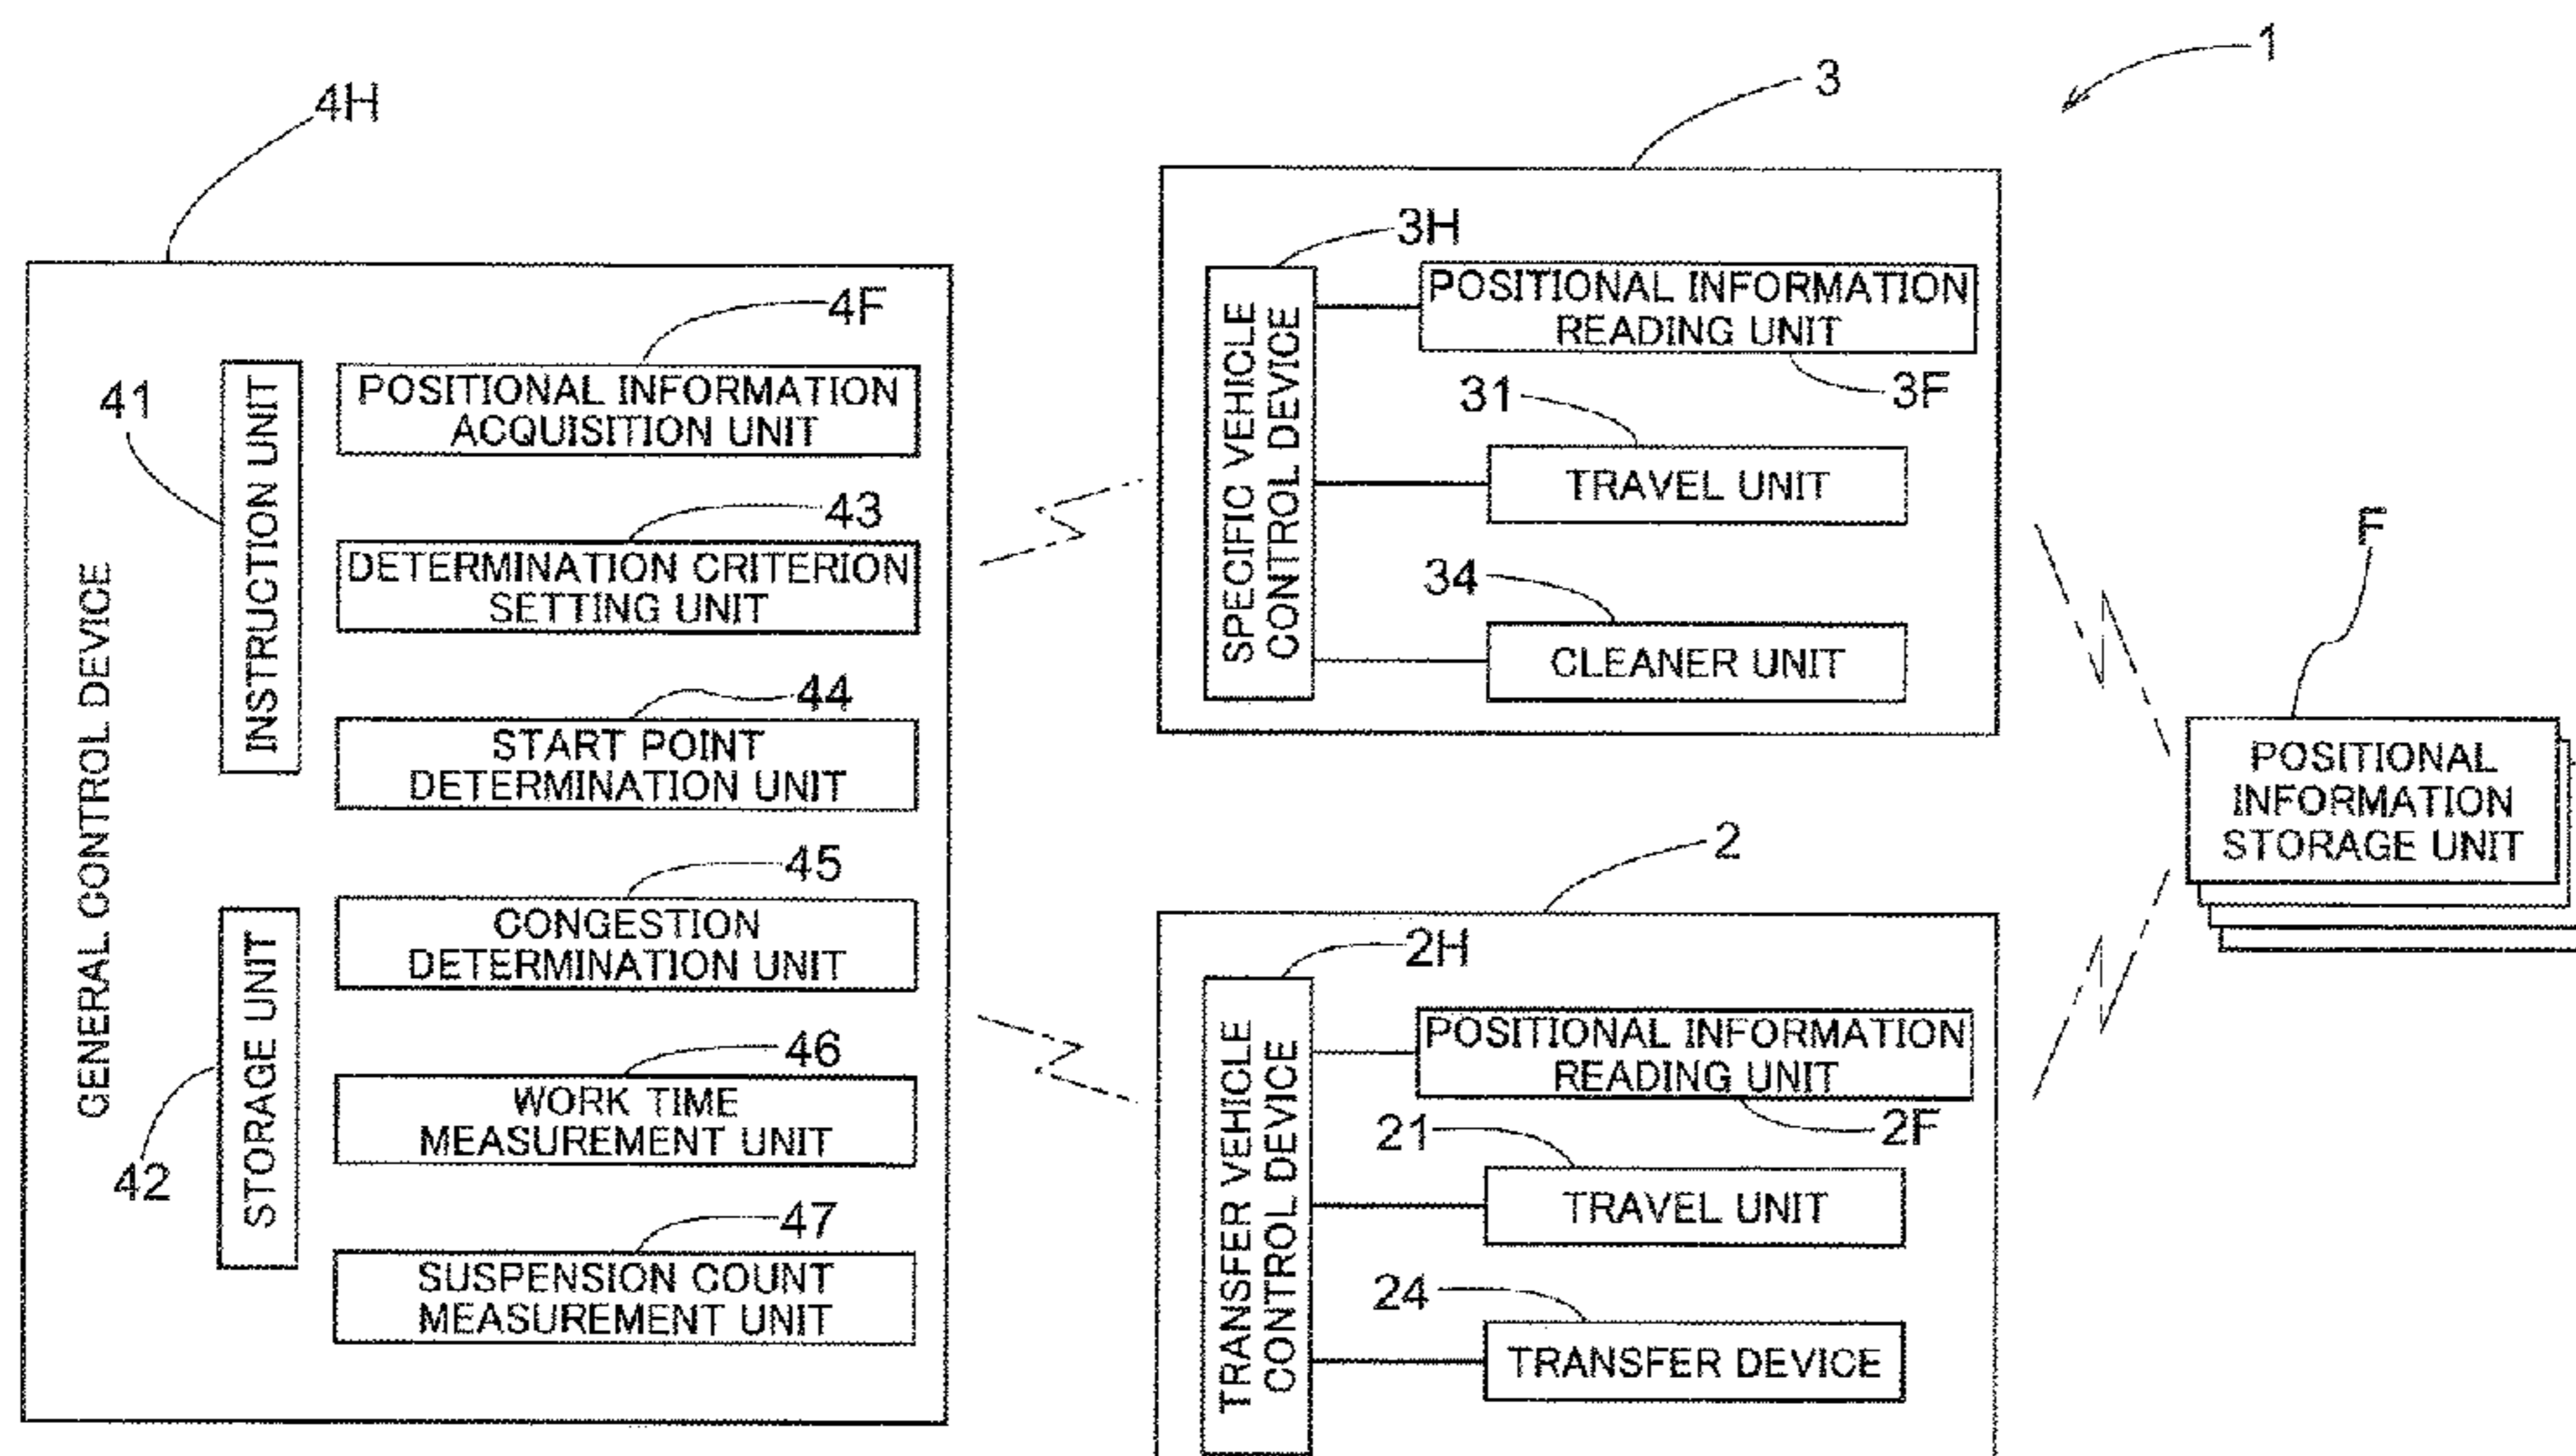 1
3
4H
3H
POSITIONAL INFORMATION
READING UNIT
3F
SPECIFIC VEHICLE
CONTROL DEVICE
31
TRAVEL UNIT
34
CLEANER UNIT
4F
POSITIONAL INFORMATION
ACQUISITION UNIT
41
INSTRUCTION UNIT
43
DETERMINATION CRITERION
SETTING UNIT
44
START POINT
DETERMINATION UNIT
GENERAL CONTROL DEVICE
45
CONGESTION
DETERMINATION UNIT
STORAGE UNIT
42
46
WORK TIME
MEASUREMENT UNIT
47
SUSPENSION COUNT
MEASUREMENT UNIT
F
POSITIONAL
INFORMATION
STORAGE UNIT
2
2H
POSITIONAL INFORMATION
READING UNIT
2F
TRANSFER VEHICLE
CONTROL DEVICE
21
TRAVEL UNIT
24
TRANSFER DEVICE